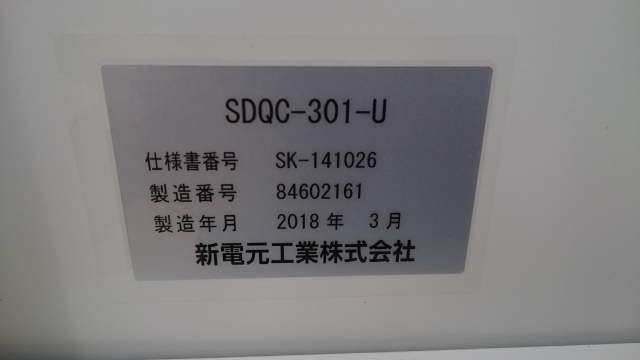 SDQC-301-U
仕様書番号 SK-141026
製造番号 84602161
製造年月 2018年 3月
新電元工業株式会社